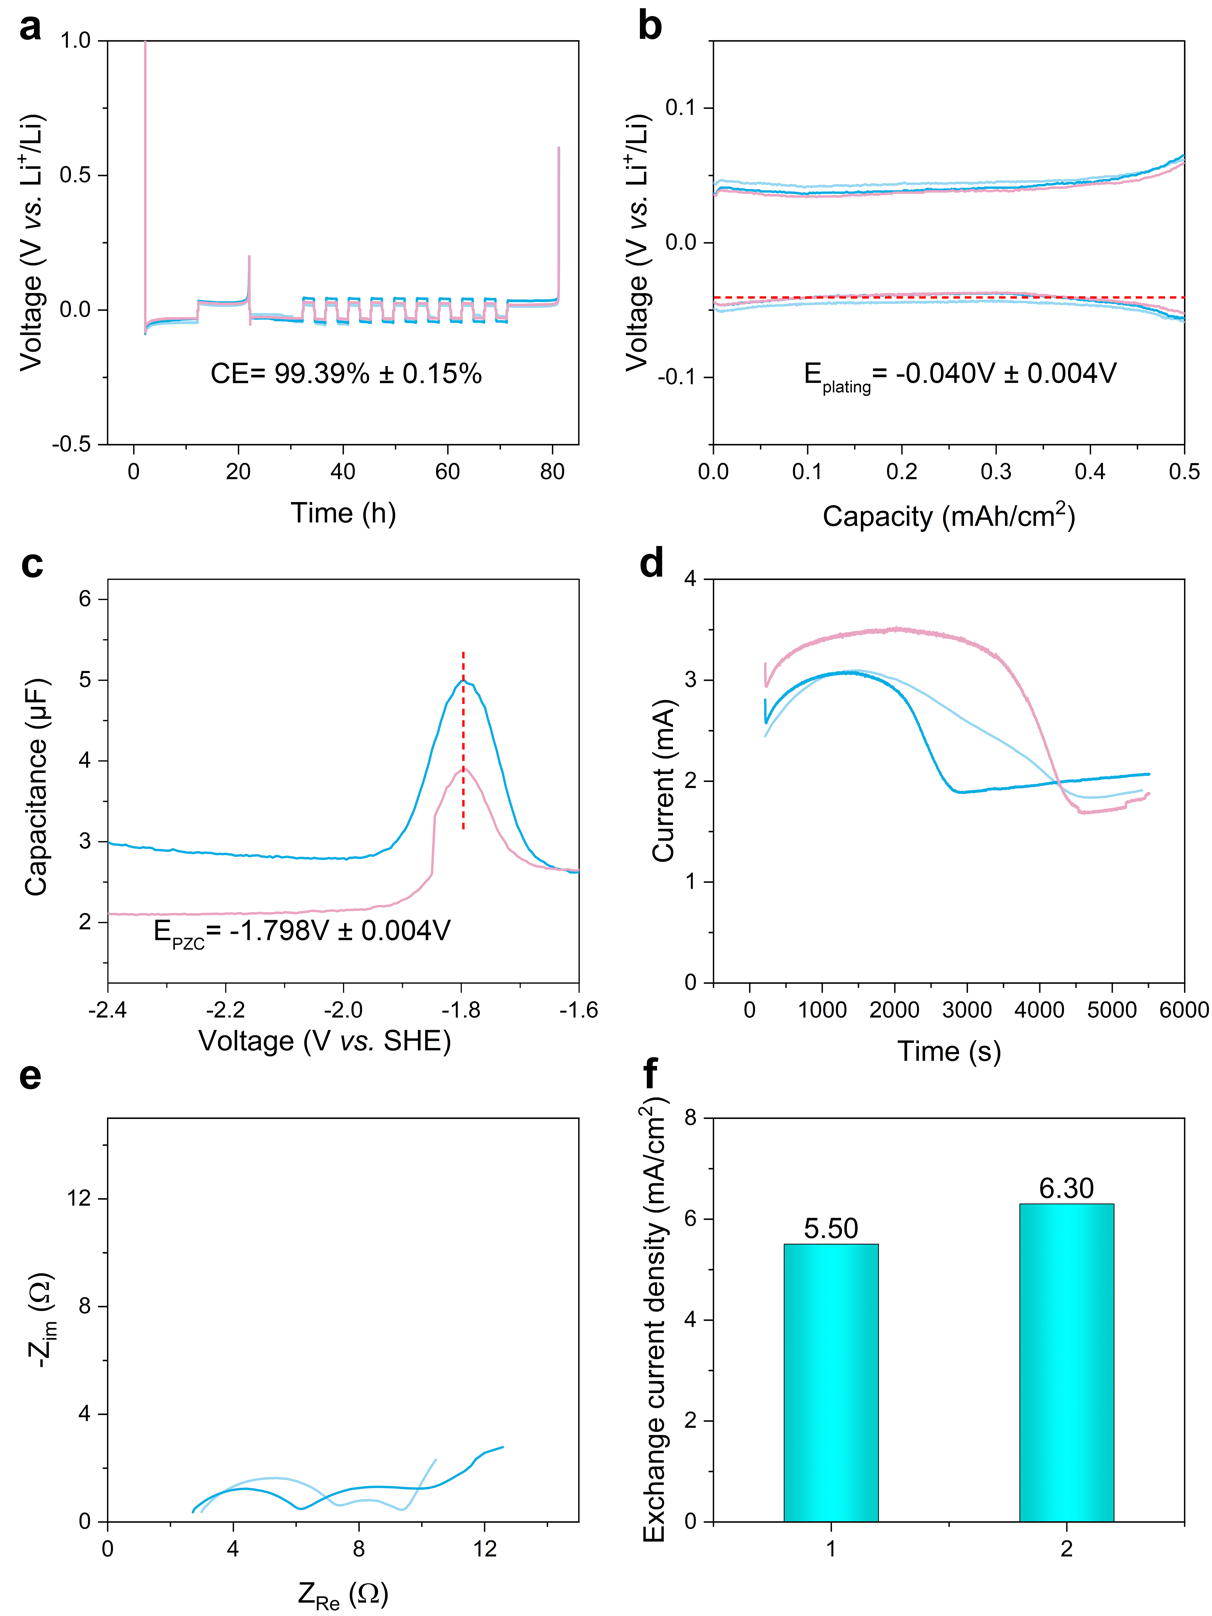 a
1.0
0.5
0.0
-0.5
Voltage (V vs. Li⁺/Li)
CE= 99.39% ± 0.15%
0
20
40
60
80
Time (h)
b
0.1
0.0
-0.1
Voltage (V vs. Li⁺/Li)
E_plating= -0.040V ± 0.004V
0.0
0.1
0.2
0.3
0.4
0.5
Capacity (mAh/cm²)
c
6
5
4
3
2
Capacitance (μF)
E_PZC= -1.798V ± 0.004V
-2.4
-2.2
-2.0
-1.8
-1.6
Voltage (V vs. SHE)
d
4
3
2
1
0
Current (mA)
0
1000
2000
3000
4000
5000
6000
Time (s)
e
12
8
4
0
-Z_im (Ω)
0
4
8
12
Z_Re (Ω)
f
8
6
4
2
0
Exchange current density (mA/cm²)
5.50
6.30
1
2